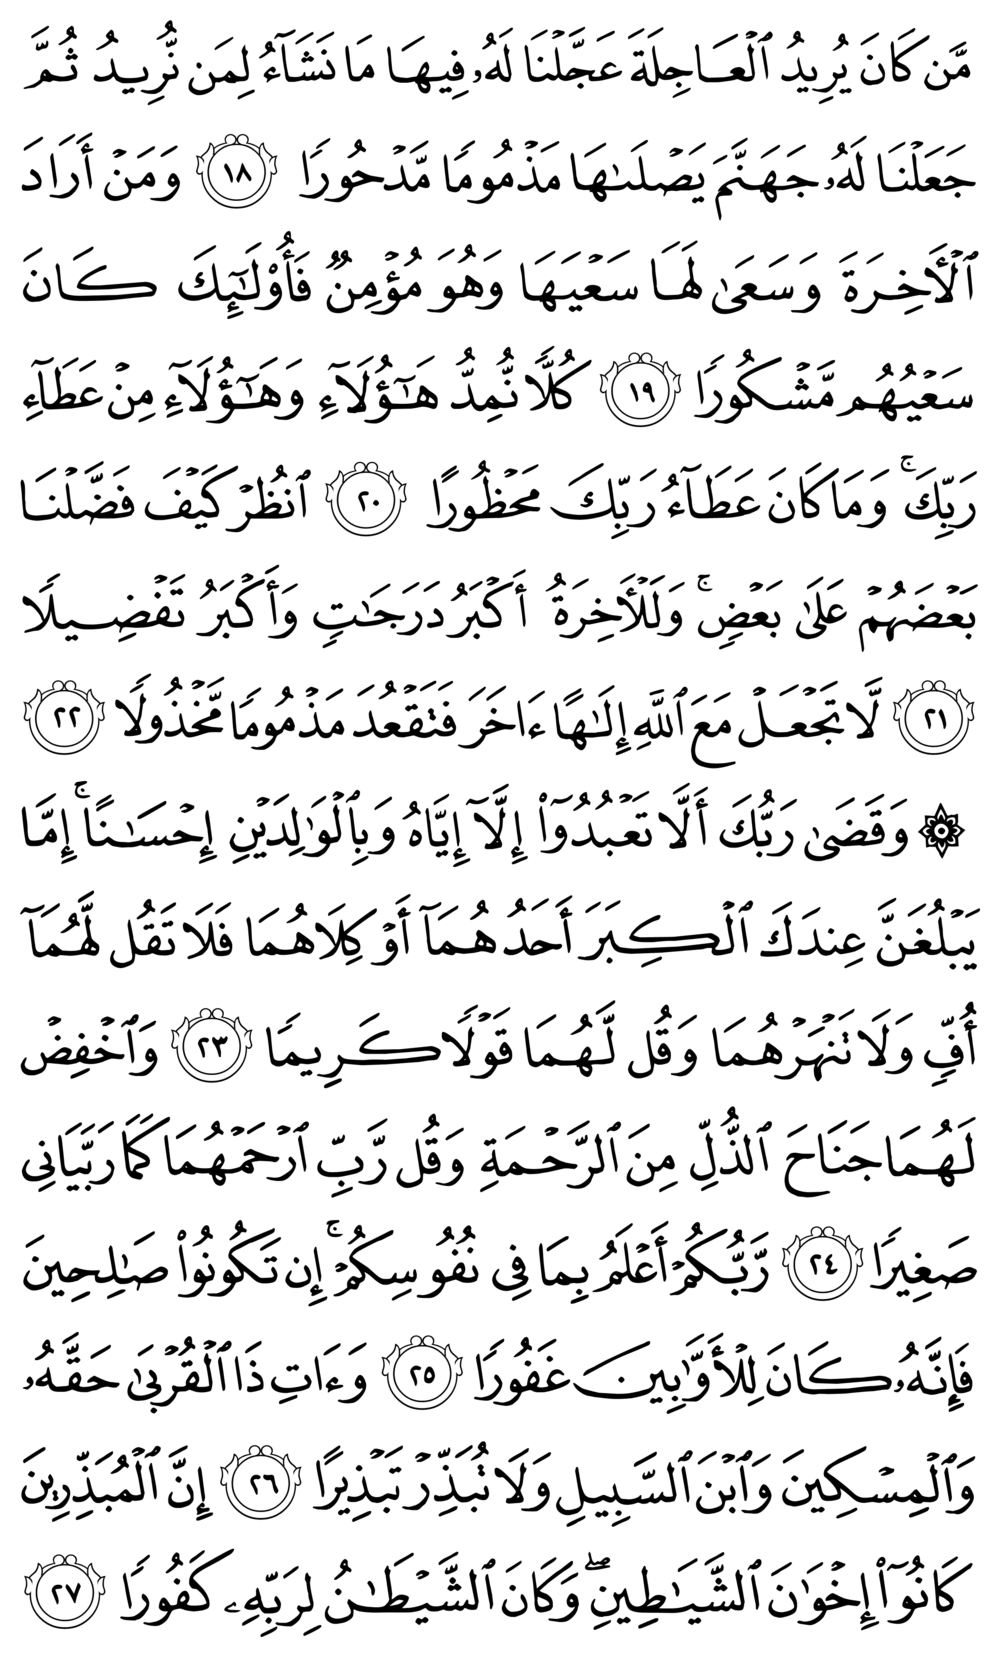 مَّن كَانَ يُرِيدُ ٱلْعَاجِلَةَ عَجَّلْنَا لَهُۥ فِيهَا مَا نَشَآءُ لِمَن نُّرِيدُ ثُمَّ
جَعَلْنَا لَهُۥ جَهَنَّمَ يَصْلَىٰهَا مَذْمُومًا مَّدْحُورًا ١٨ وَمَنْ أَرَادَ
ٱلْأَخِرَةَ وَسَعَىٰ لَهَا سَعْيَهَا وَهُوَ مُؤْمِنٌ فَأُوْلَٰٓئِكَ كَانَ
سَعْيُهُم مَّشْكُورًا ١٩ كُلًّا نُّمِدُّ هَٰٓؤُلَآءِ وَهَٰٓؤُلَآءِ مِنْ عَطَآءِ
رَبِّكَ ۚ وَمَا كَانَ عَطَآءُ رَبِّكَ مَحْظُورًا ٢٠ ٱنظُرْ كَيْفَ فَضَّلْنَا
بَعْضَهُمْ عَلَىٰ بَعْضٍ ۚ وَلَلْأَخِرَةُ أَكْبَرُ دَرَجَٰتٍ وَأَكْبَرُ تَفْضِيلًا
٢١ لَّا تَجْعَلْ مَعَ ٱللَّهِ إِلَٰهًا ءَاخَرَ فَتَقْعُدَ مَذْمُومًا مَّخْذُولًا ٢٢
۞ وَقَضَىٰ رَبُّكَ أَلَّا تَعْبُدُوٓا۟ إِلَّآ إِيَّاهُ وَبِٱلْوَٰلِدَيْنِ إِحْسَٰنًا ۚ إِمَّا
يَبْلُغَنَّ عِندَكَ ٱلْكِبَرَ أَحَدُهُمَآ أَوْ كِلَاهُمَا فَلَا تَقُل لَّهُمَآ
أُفٍّ وَلَا تَنْهَرْهُمَا وَقُل لَّهُمَا قَوْلًا كَرِيمًا ٢٣ وَٱخْفِضْ
لَهُمَا جَنَاحَ ٱلذُّلِّ مِنَ ٱلرَّحْمَةِ وَقُل رَّبِّ ٱرْحَمْهُمَا كَمَا رَبَّيَانِى
صَغِيرًا ٢٤ رَّبُّكُمْ أَعْلَمُ بِمَا فِى نُفُوسِكُمْ ۚ إِن تَكُونُوا۟ صَٰلِحِينَ
فَإِنَّهُۥ كَانَ لِلْأَوَّٰبِينَ غَفُورًا ٢٥ وَءَاتِ ذَا ٱلْقُرْبَىٰ حَقَّهُۥ
وَٱلْمِسْكِينَ وَٱبْنَ ٱلسَّبِيلِ وَلَا تُبَذِّرْ تَبْذِيرًا ٢٦ إِنَّ ٱلْمُبَذِّرِينَ
كَانُوٓا۟ إِخْوَٰنَ ٱلشَّيَٰطِينِ ۖ وَكَانَ ٱلشَّيْطَٰنُ لِرَبِّهِۦ كَفُورًا ٢٧